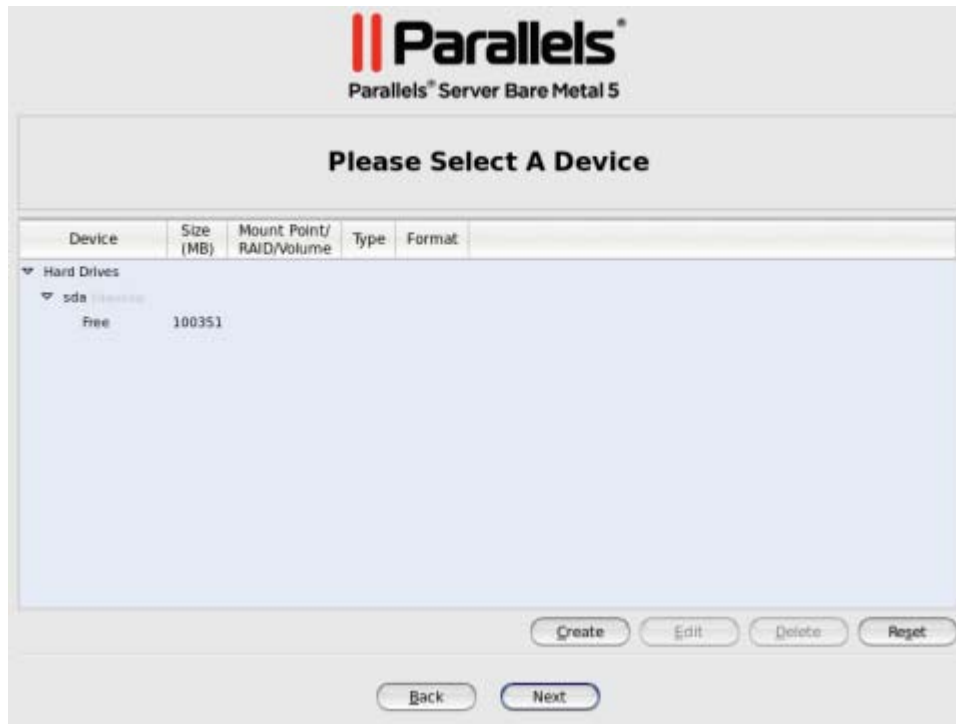 Parallels®
Parallels® Server Bare Metal 5
Please Select A Device
Device Size (MB) Mount Point/ RAID/Volume Type Format
Hard Drives
sda
Free 100351
Create Edit Delete Reset
Back Next